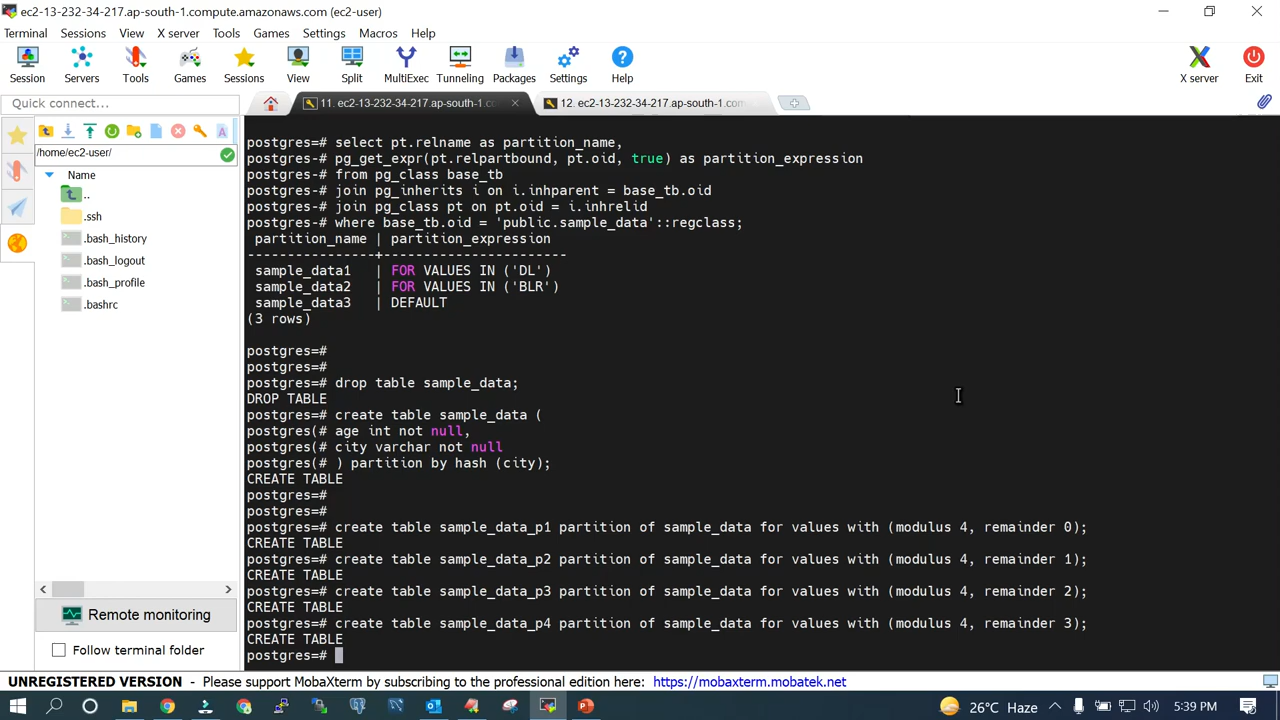 ec2-13-232-34-217.ap-south-1.compute.amazonaws.com (ec2-user)
Terminal Sessions View X server Tools Games Settings Macros Help
Session Servers Tools Games Sessions View Split MultiExec Tunneling Packages Settings Help X server Exit
Quick connect...
11. ec2-13-232-34-217.ap-south-1.co
12. ec2-13-232-34-217.ap-south-1.com
/home/ec2-user/
Name
..
.ssh
.bash_history
.bash_logout
.bash_profile
.bashrc
Remote monitoring
Follow terminal folder
postgres=# select pt.relname as partition_name,
postgres-# pg_get_expr(pt.relpartbound, pt.oid, true) as partition_expression
postgres-# from pg_class base_tb
postgres-# join pg_inherits i on i.inhparent = base_tb.oid
postgres-# join pg_class pt on pt.oid = i.inhrelid
postgres-# where base_tb.oid = 'public.sample_data'::regclass;
partition_name | partition_expression
----------------+----------------------
sample_data1 | FOR VALUES IN ('DL')
sample_data2 | FOR VALUES IN ('BLR')
sample_data3 | DEFAULT
(3 rows)
postgres=#
postgres=#
postgres=# drop table sample_data;
DROP TABLE
postgres=# create table sample_data (
postgres(# age int not null,
postgres(# city varchar not null
postgres(# ) partition by hash (city);
CREATE TABLE
postgres=#
postgres=#
postgres=# create table sample_data_p1 partition of sample_data for values with (modulus 4, remainder 0);
CREATE TABLE
postgres=# create table sample_data_p2 partition of sample_data for values with (modulus 4, remainder 1);
CREATE TABLE
postgres=# create table sample_data_p3 partition of sample_data for values with (modulus 4, remainder 2);
CREATE TABLE
postgres=# create table sample_data_p4 partition of sample_data for values with (modulus 4, remainder 3);
CREATE TABLE
postgres=#
UNREGISTERED VERSION - Please support MobaXterm by subscribing to the professional edition here: https://mobaxterm.mobatek.net
26°C Haze 5:39 PM